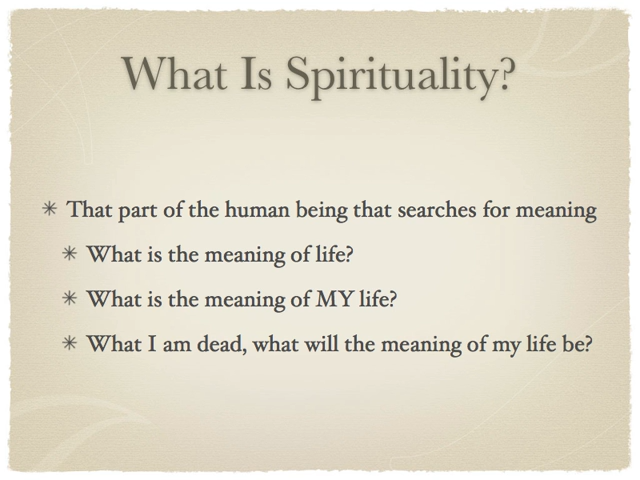 What Is Spirituality?
That part of the human being that searches for meaning
What is the meaning of life?
What is the meaning of MY life?
What I am dead, what will the meaning of my life be?